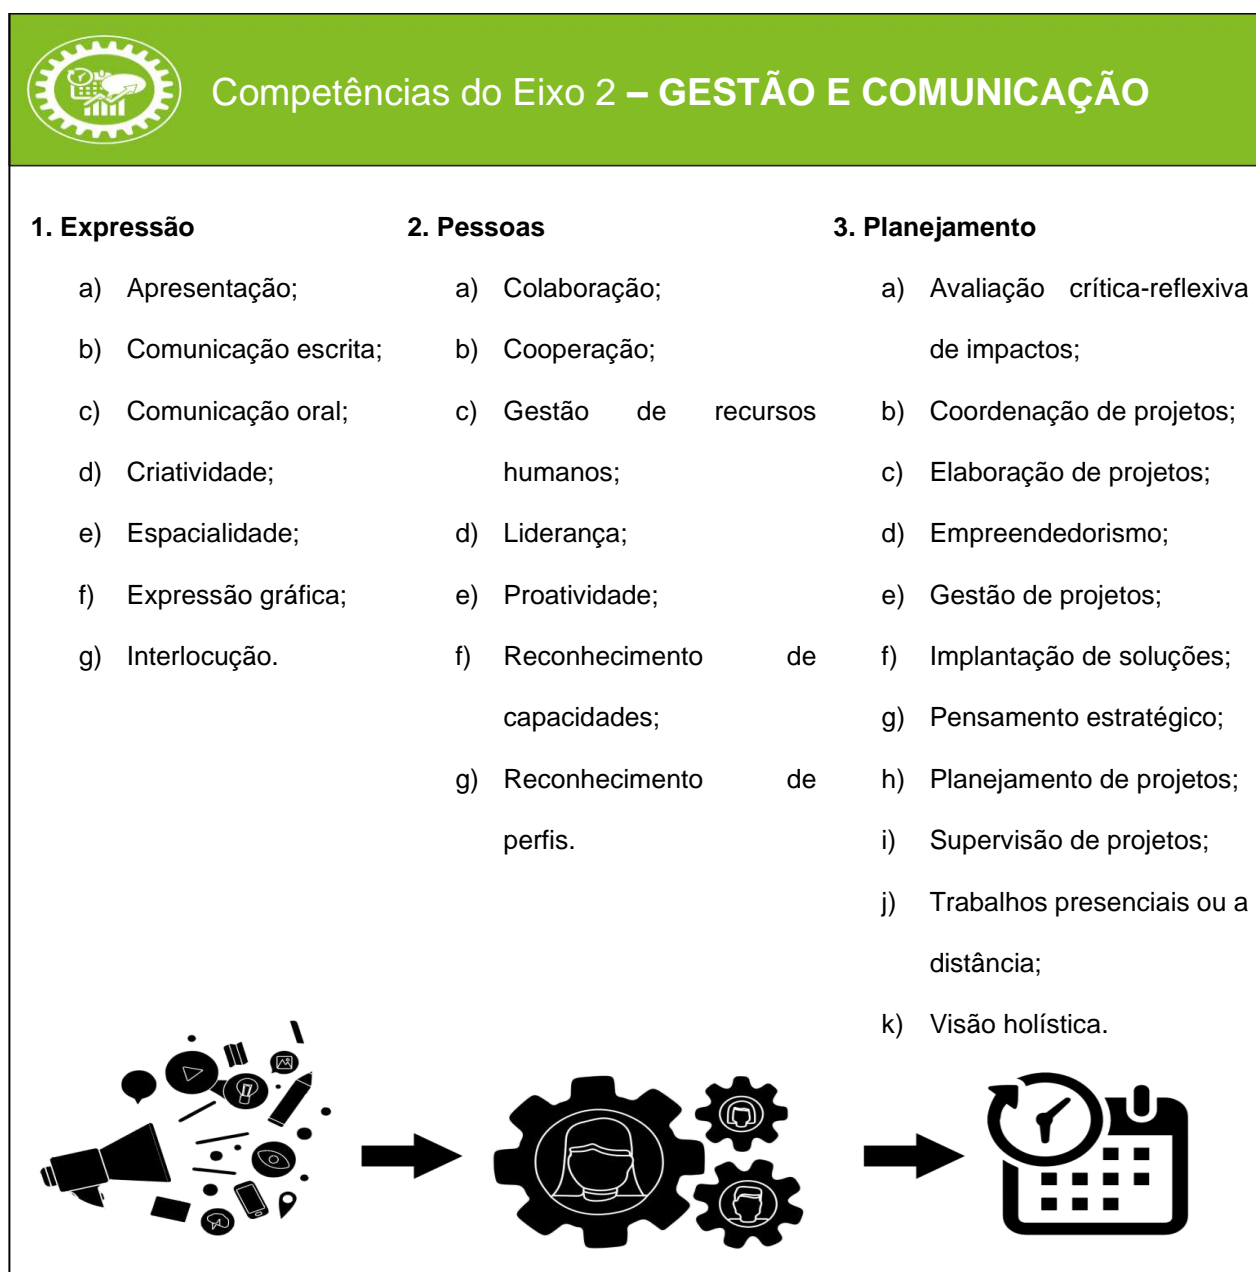 Competências do Eixo 2 – GESTÃO E COMUNICAÇÃO
1. Expressão
a) Apresentação;
b) Comunicação escrita;
c) Comunicação oral;
d) Criatividade;
e) Espacialidade;
f) Expressão gráfica;
g) Interlocução.
2. Pessoas
a) Colaboração;
b) Cooperação;
c) Gestão de recursos
humanos;
d) Liderança;
e) Proatividade;
f) Reconhecimento de
capacidades;
g) Reconhecimento de
perfis.
3. Planejamento
a) Avaliação crítica-reflexiva
de impactos;
b) Coordenação de projetos;
c) Elaboração de projetos;
d) Empreendedorismo;
e) Gestão de projetos;
f) Implantação de soluções;
g) Pensamento estratégico;
h) Planejamento de projetos;
i) Supervisão de projetos;
j) Trabalhos presenciais ou a
distância;
k) Visão holística.